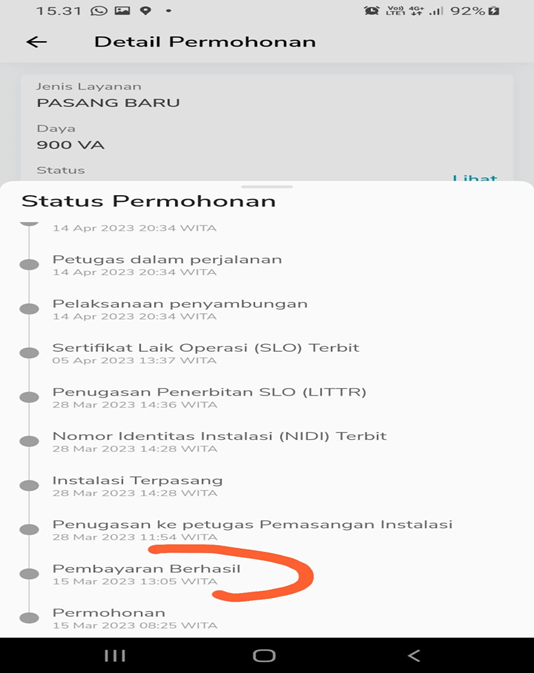 15.31
Voi) 4G+ 92%
LTE1
Detail Permohonan
Jenis Layanan
PASANG BARU
Daya
900 VA
Status
Lihat
Status Permohonan
14 Apr 2023 20:34 WITA
Petugas dalam perjalanan
14 Apr 2023 20:34 WITA
Pelaksanaan penyambungan
14 Apr 2023 20:34 WITA
Sertifikat Laik Operasi (SLO) Terbit
05 Apr 2023 13:37 WITA
Penugasan Penerbitan SLO (LITTR)
28 Mar 2023 14:36 WITA
Nomor Identitas Instalasi (NIDI) Terbit
28 Mar 2023 14:28 WITA
Instalasi Terpasang
28 Mar 2023 14:28 WITA
Penugasan ke petugas Pemasangan Instalasi
28 Mar 2023 11:54 WITA
Pembayaran Berhasil
15 Mar 2023 13:05 WITA
Permohonan
15 Mar 2023 08:25 WITA